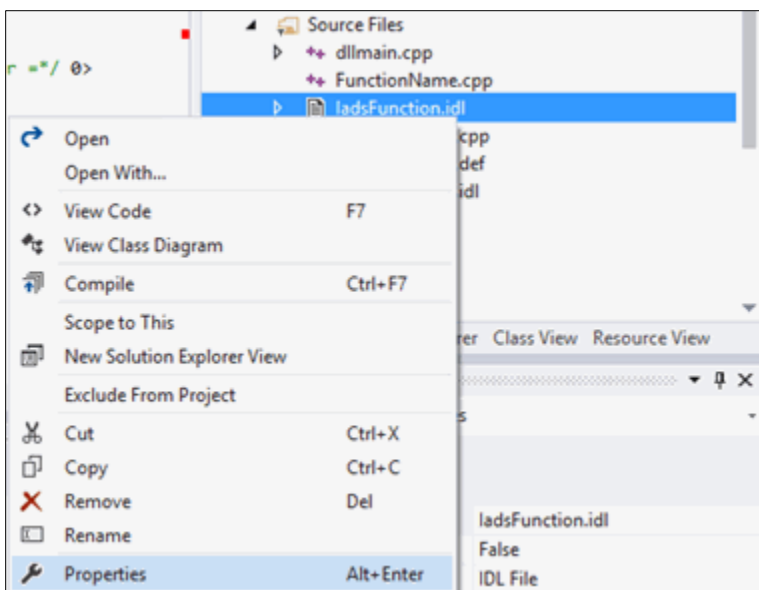 Source Files
dllmain.cpp
r ="/ 0>
FunctionName.cpp
IadsFunction.idl
Open
cpp
Open With...
def
View Code F7
idl
View Class Diagram
Compile Ctrl+F7
Scope to This
rer Class View Resource View
New Solution Explorer View
Exclude From Project
s
Cut Ctrl+X
Copy Ctrl+C
Remove Del
IadsFunction.idl
Rename
False
Properties Alt+Enter
IDL File